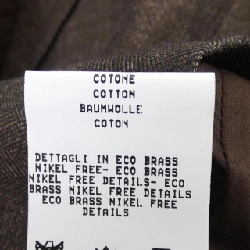 COTONE
COTTON
BAUMWOLLE
COTON
DETTAGLI IN ECO BRASS
NIKEL FREE- ECO BRASS
NIKEL FREE DETAILS- ECO
BRASS NIKEL FREE DETAILS
ECO BRASS NIKEL FREE
DETAILS